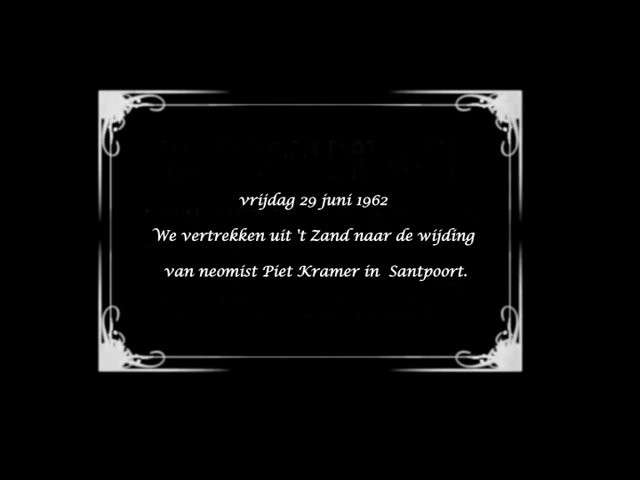 vrijdag 29 juni 1962
We vertrekken uit 't Zand naar de wijding
van neomist Piet Kramer in Santpoort.